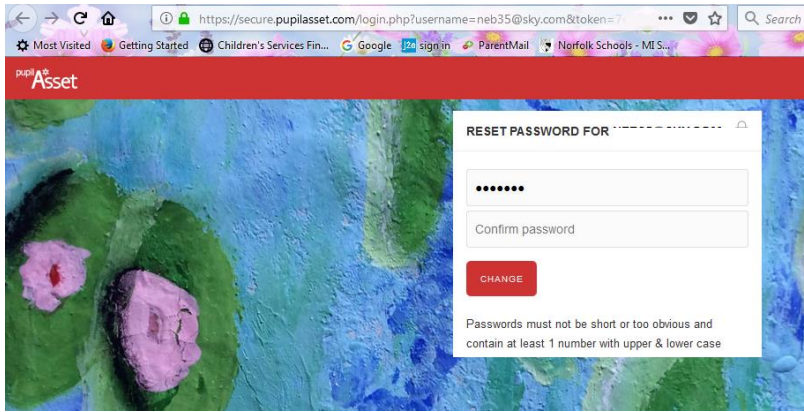 https://secure.pupilasset.com/login.php?username=neb35@sky.com&token=7
Search
Most Visited Getting Started Children's Services Fin... Google sign in ParentMail Norfolk Schools - MI S...
pupil Asset
RESET PASSWORD FOR
Confirm password
CHANGE
Passwords must not be short or too obvious and
contain at least 1 number with upper & lower case